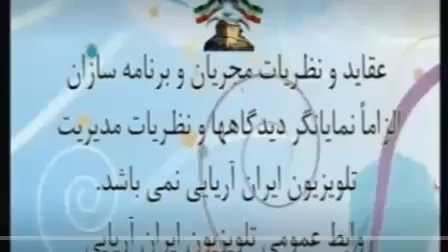 عقاید و نظریات مجریان و برنامه سازان
الزاماً نمایانگر دیدگاهها و نظریات مدیریت
تلویزیون ایران آریایی نمی باشد.
روابط عمومی تلویزیون ایران آریایی